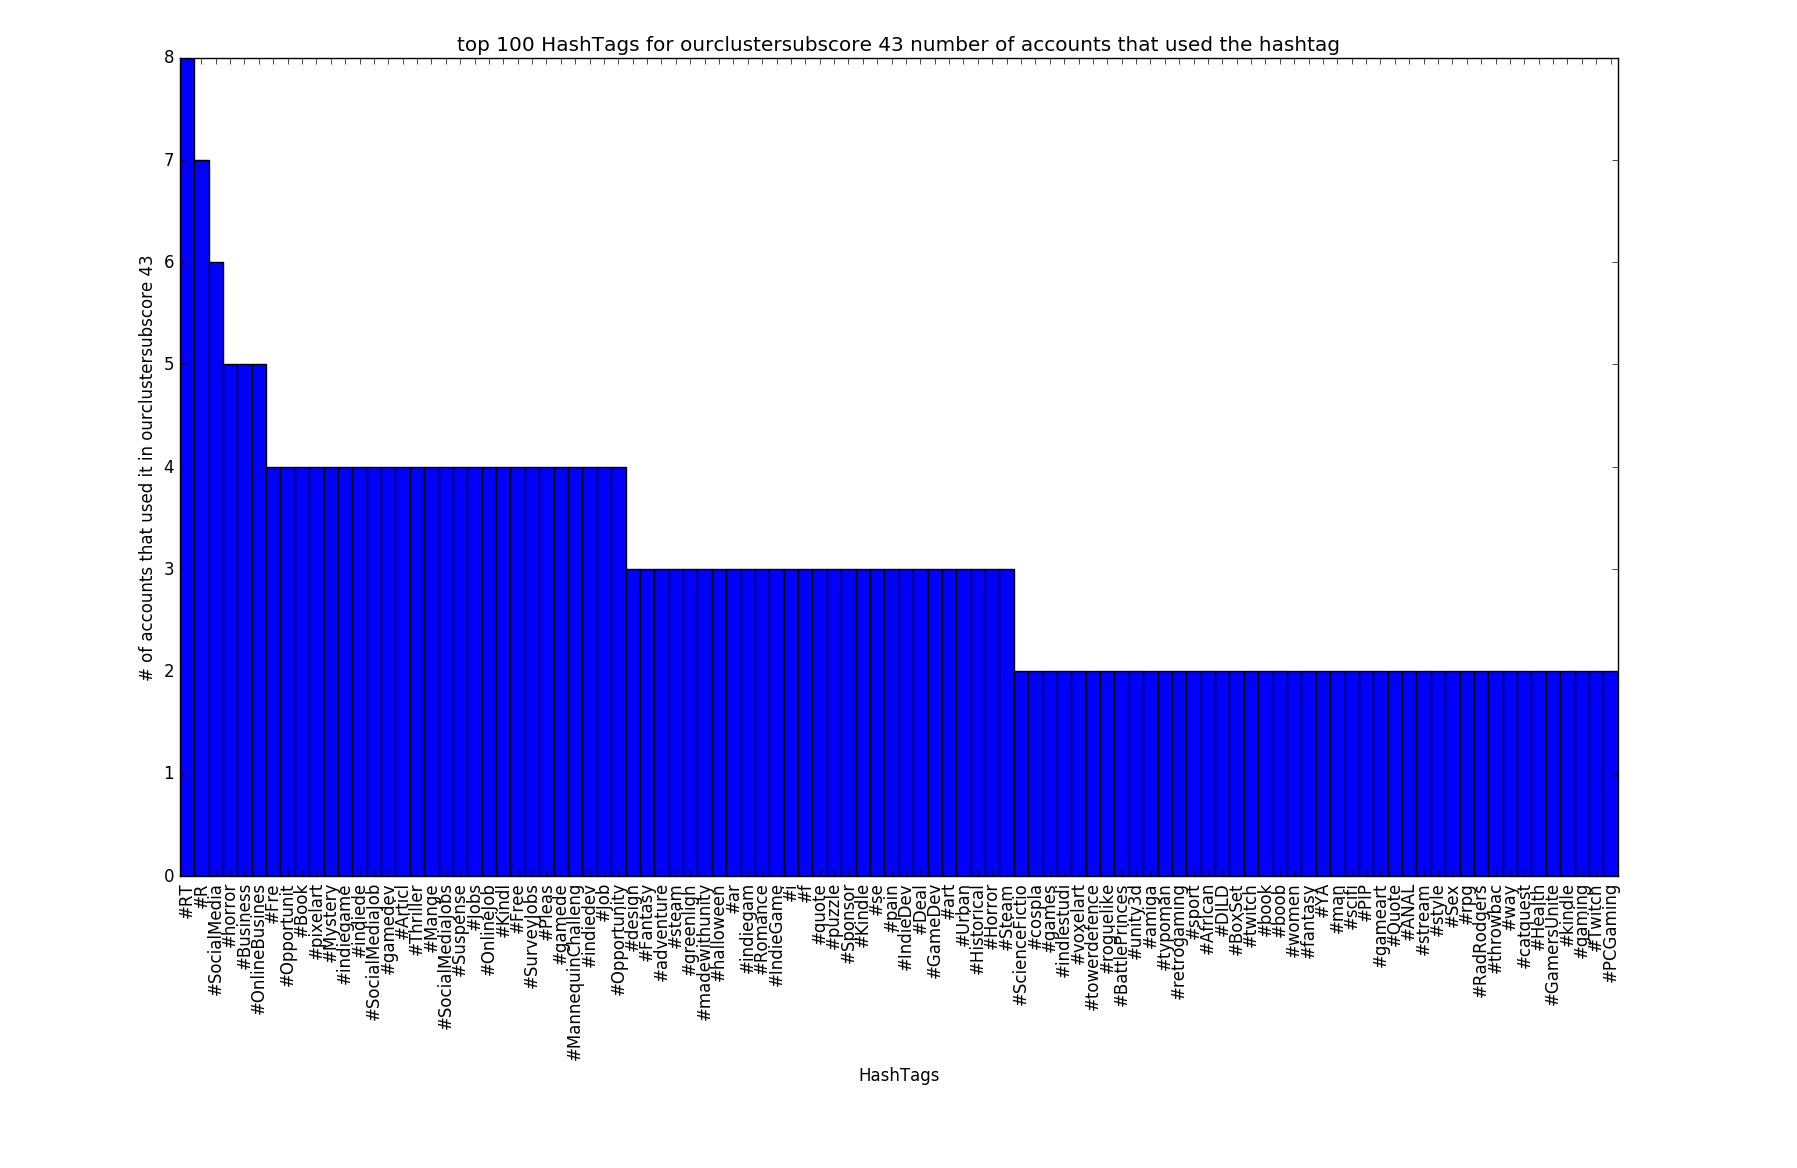 top 100 HashTags for ourclustersubscore 43 number of accounts that used the hashtag
# of accounts that used it in ourclustersubscore 43
8
7
6
5
4
3
2
1
0
#RT
#R
#SocialMedia
#horror
#Business
#OnlineBusines
#Fre
#Opportunit
#Book
#pixelart
#Mystery
#indiegame
#indiede
#SocialMediaJob
#gamedev
#Articl
#Thriller
#Mange
#SocialMediaJobs
#Suspense
#Jobs
#OnlineJob
#Kindl
#Free
#SurveyJobs
#Pleas
#gamede
#MannequinChalleng
#indiedev
#job
#Opportunity
#design
#Fantasy
#adventure
#steam
#greenligh
#madewithunity
#halloween
#ar
#indiegam
#Romance
#IndieGame
#i
#f
#quote
#puzzle
#Sponsor
#Kindle
#se
#pain
#IndieDev
#Deal
#GameDev
#art
#Urban
#Historical
#Horror
#Steam
#ScienceFictio
#cospla
#games
#indiestudi
#voxelart
#towerdefence
#roguelike
#BattlePrinces
#unity3d
#amiga
#typoman
#retrogaming
#sport
#African
#DILD
#BoxSet
#twitch
#book
#boob
#women
#fantasy
#YA
#man
#scifi
#PIP
#gameart
#Quote
#ANAL
#stream
#style
#Sex
#rpg
#RadRodgers
#throwbac
#way
#catquest
#Health
#GamersUnite
#kindle
#gaming
#Twitch
#PCGaming
HashTags